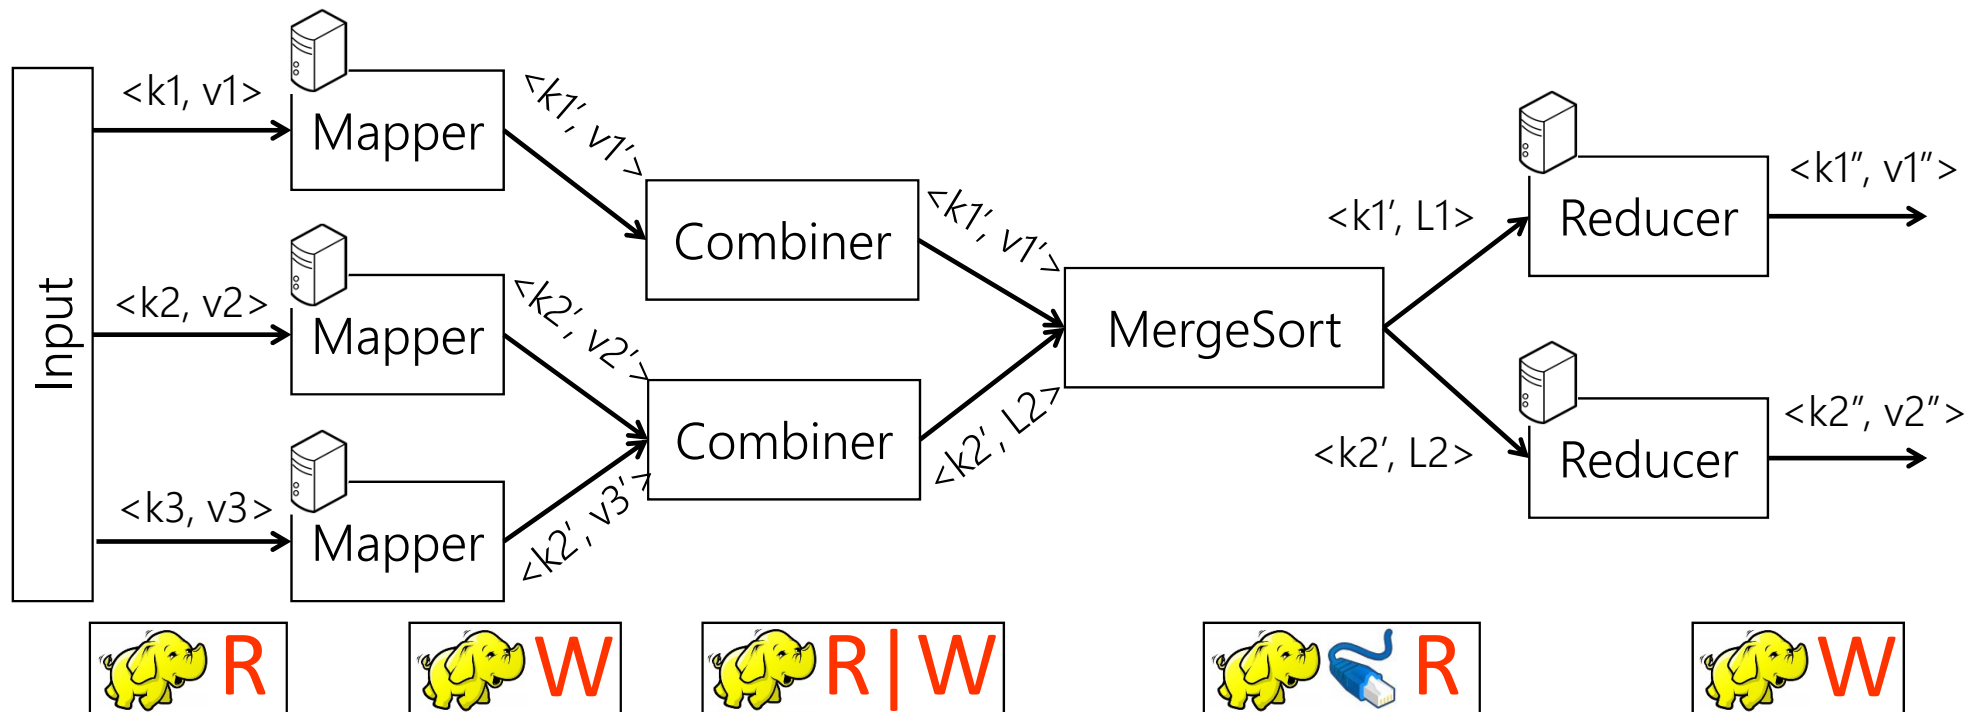 Input
<k1, v1>
<k2, v2>
<k3, v3>
Mapper
Mapper
Mapper
<k1′, v1′>
<k2′, v2′>
<k2′, v3′>
Combiner
Combiner
<k1′, v1′>
<k2′, L2>
MergeSort
<k1′, L1>
<k2′, L2>
Reducer
Reducer
<k1″, v1″>
<k2″, v2″>
R
W
R|W
R
W